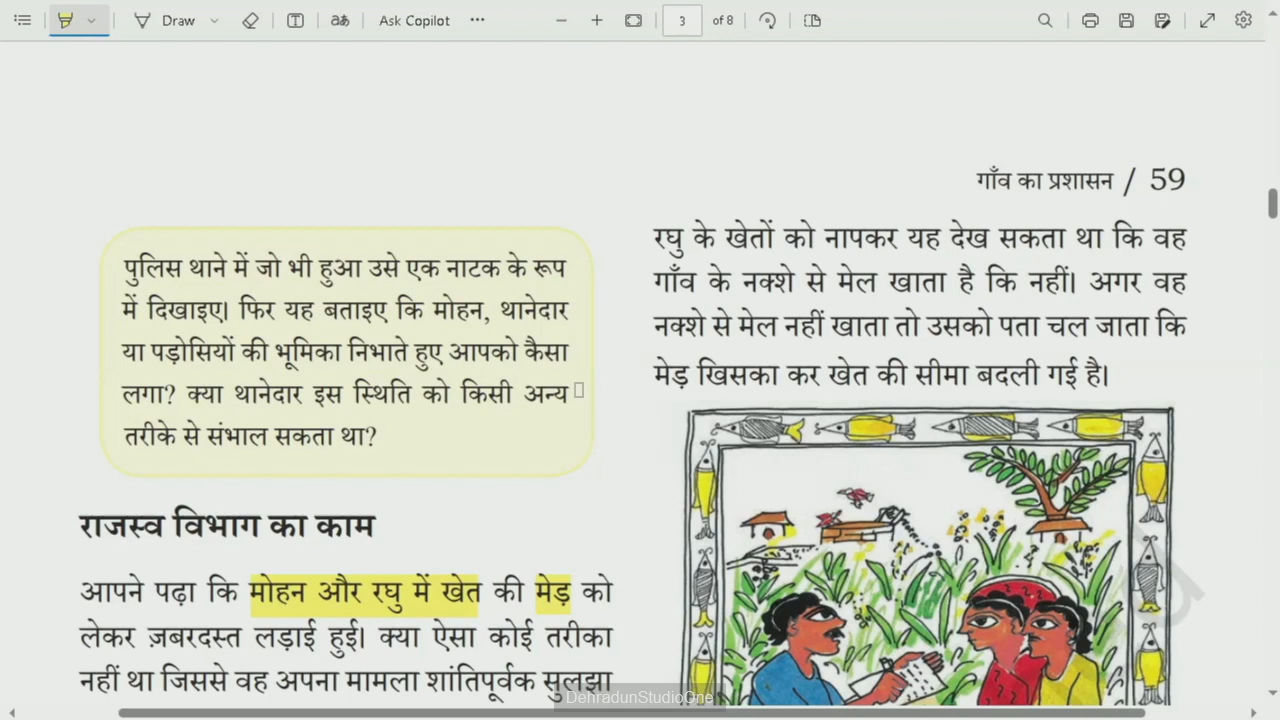 Draw
Ask Copilot
3 of 8
गाँव का प्रशासन / 59
पुलिस थाने में जो भी हुआ उसे एक नाटक के रूप
में दिखाइए। फिर यह बताइए कि मोहन, थानेदार
या पड़ोसियों की भूमिका निभाते हुए आपको कैसा
लगा? क्या थानेदार इस स्थिति को किसी अन्य
तरीके से संभाल सकता था?
राजस्व विभाग का काम
आपने पढ़ा कि मोहन और रघु में खेत की मेड़ को
लेकर ज़बरदस्त लड़ाई हुई। क्या ऐसा कोई तरीका
नहीं था जिससे वह अपना मामला शांतिपूर्वक सुलझा
रघु के खेतों को नापकर यह देख सकता था कि वह
गाँव के नक्शे से मेल खाता है कि नहीं। अगर वह
नक्शे से मेल नहीं खाता तो उसको पता चल जाता कि
मेड़ खिसका कर खेत की सीमा बदली गई है।
DehradunStudioOne